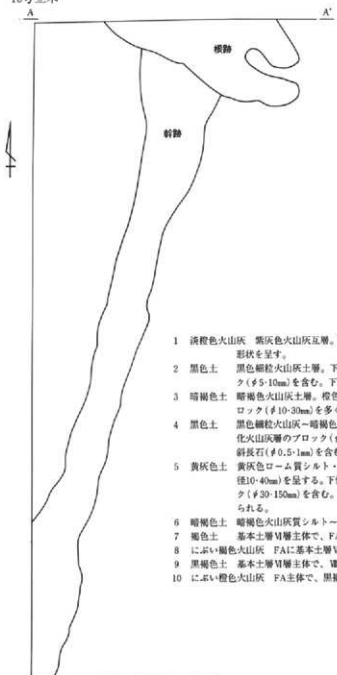 A
A'
根跡
幹跡
1 淡橙色火山灰 紫灰色火山灰互層。
形状を呈す。
2 黒色土 黒色細粒火山灰土層。下
ク(φ5-10mm)を含む。下
3 暗褐色土 暗褐色火山灰土層。橙色
ロック(φ10-30mm)を多く
4 黒色土 黒色細粒火山灰～暗褐色
化火山灰層のブロック(
斜長石(φ0.5-1mm)を含む
5 黄灰色土 黄灰色ローム質シルト・
径10-40mm)を呈する。下位
ク(φ30-150mm)を含む。
られる。
6 暗褐色土 暗褐色火山灰質シルト～
7 褐色土 基本土層Ⅵ層主体で、FA
8 にぶい褐色火山灰 FAに基本土層V
9 黒褐色土 基本土層Ⅶ層主体で、Ⅷ
10 にぶい橙色火山灰 FA主体で、黒褐